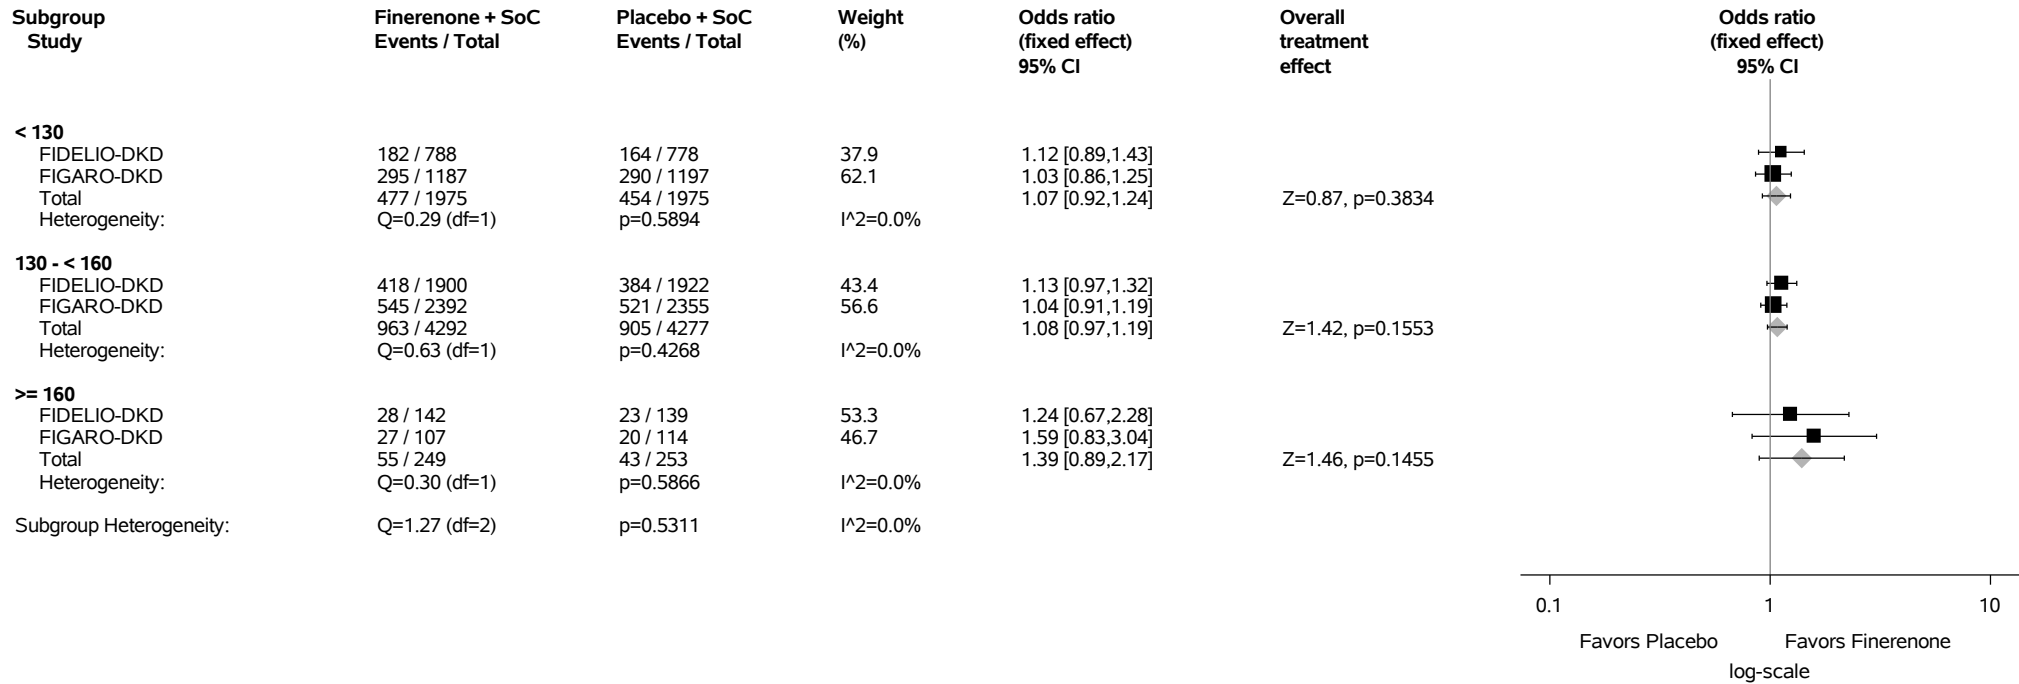 Subgroup Finerenone + SoC Placebo + SoC Weight Odds ratio Overall Odds ratio
Study Events / Total Events / Total (%) (fixed effect) treatment (fixed effect)
95% CI effect 95% CI
< 130
FIDELIO-DKD 182 / 788 164 / 778 37.9 1.12 [0.89,1.43]
FIGARO-DKD 295 / 1187 290 / 1197 62.1 1.03 [0.86,1.25]
Total 477 / 1975 454 / 1975 1.07 [0.92,1.24] Z=0.87, p=0.3834
Heterogeneity: Q=0.29 (df=1) p=0.5894 I^2=0.0%
130 - < 160
FIDELIO-DKD 418 / 1900 384 / 1922 43.4 1.13 [0.97,1.32]
FIGARO-DKD 545 / 2392 521 / 2355 56.6 1.04 [0.91,1.19]
Total 963 / 4292 905 / 4277 1.08 [0.97,1.19] Z=1.42, p=0.1553
Heterogeneity: Q=0.63 (df=1) p=0.4268 I^2=0.0%
>= 160
FIDELIO-DKD 28 / 142 23 / 139 53.3 1.24 [0.67,2.28]
FIGARO-DKD 27 / 107 20 / 114 46.7 1.59 [0.83,3.04]
Total 55 / 249 43 / 253 1.39 [0.89,2.17] Z=1.46, p=0.1455
Heterogeneity: Q=0.30 (df=1) p=0.5866 I^2=0.0%
Subgroup Heterogeneity: Q=1.27 (df=2) p=0.5311 I^2=0.0%
0.1 1 10
Favors Placebo Favors Finerenone
log-scale